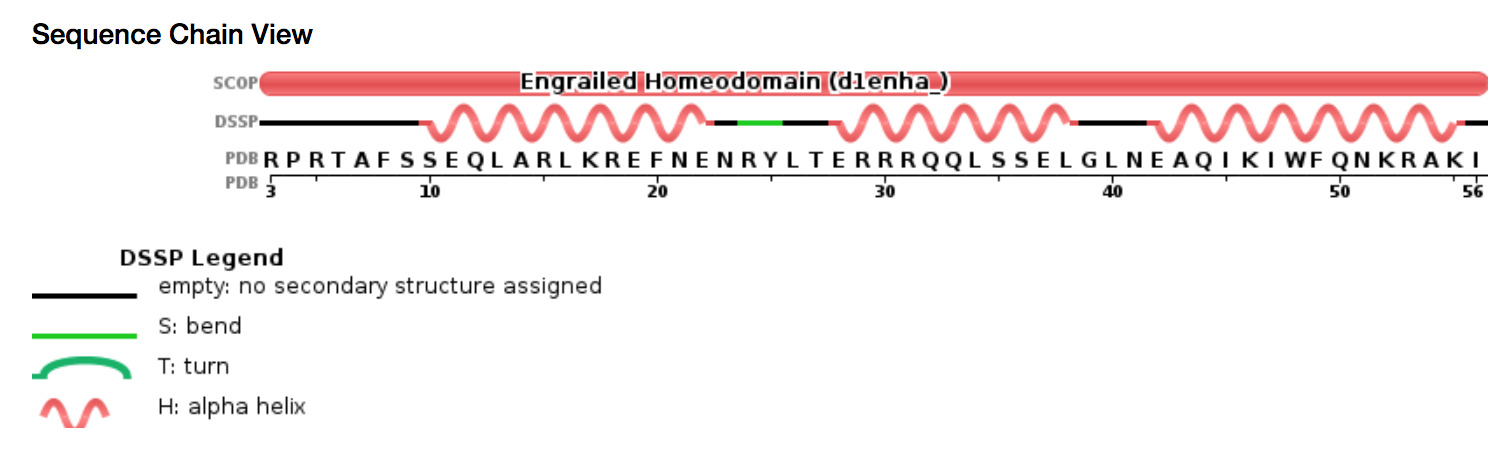 Sequence Chain View
SCOP Engrailed Homeodomain (d1enha_)
DSSP
PDB R P R T A F S S E Q L A R L K R E F N E N R Y L T E R R R Q Q L S S E L G L N E A Q I K I W F Q N K R A K I
PDB 3 10 20 30 40 50 56
DSSP Legend
empty: no secondary structure assigned
S: bend
T: turn
H: alpha helix